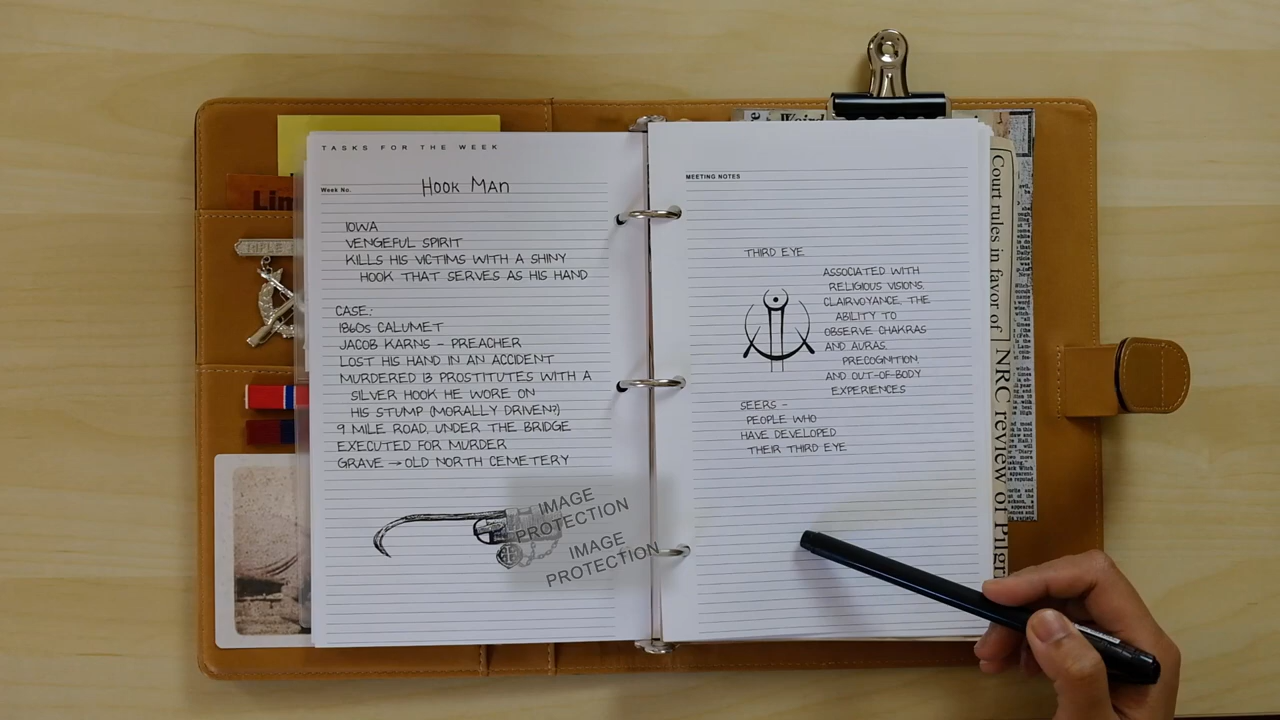 TASKS FOR THE WEEK
Week No.
Hook Man
IOWA
VENGEFUL SPIRIT
KILLS HIS VICTIMS WITH A SHINY
HOOK THAT SERVES AS HIS HAND
CASE:
1860s CALUMET
JACOB KARNS - PREACHER
LOST HIS HAND IN AN ACCIDENT
MURDERED 13 PROSTITUTES WITH A
SILVER HOOK HE WORE ON
HIS STUMP (MORALLY DRIVEN?)
9 MILE ROAD, UNDER THE BRIDGE
EXECUTED FOR MURDER
GRAVE → OLD NORTH CEMETERY
IMAGE
PROTECTION
IMAGE
PROTECTION
MEETING NOTES
THIRD EYE
ASSOCIATED WITH
RELIGIOUS VISIONS,
CLAIRVOYANCE, THE
ABILITY TO
OBSERVE CHAKRAS
AND AURAS,
PRECOGNITION,
AND OUT-OF-BODY
EXPERIENCES
SEERS -
PEOPLE WHO
HAVE DEVELOPED
THEIR THIRD EYE
Weird
Court rules in favor of
NRC review of Pilgri